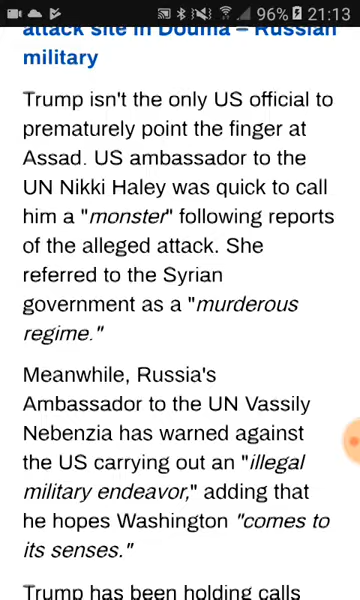 96% 21:13
attack site in Douma – Russian
military
Trump isn't the only US official to
prematurely point the finger at
Assad. US ambassador to the
UN Nikki Haley was quick to call
him a "monster" following reports
of the alleged attack. She
referred to the Syrian
government as a "murderous
regime."
Meanwhile, Russia's
Ambassador to the UN Vassily
Nebenzia has warned against
the US carrying out an "illegal
military endeavor," adding that
he hopes Washington "comes to
its senses."
Trump has been holding calls